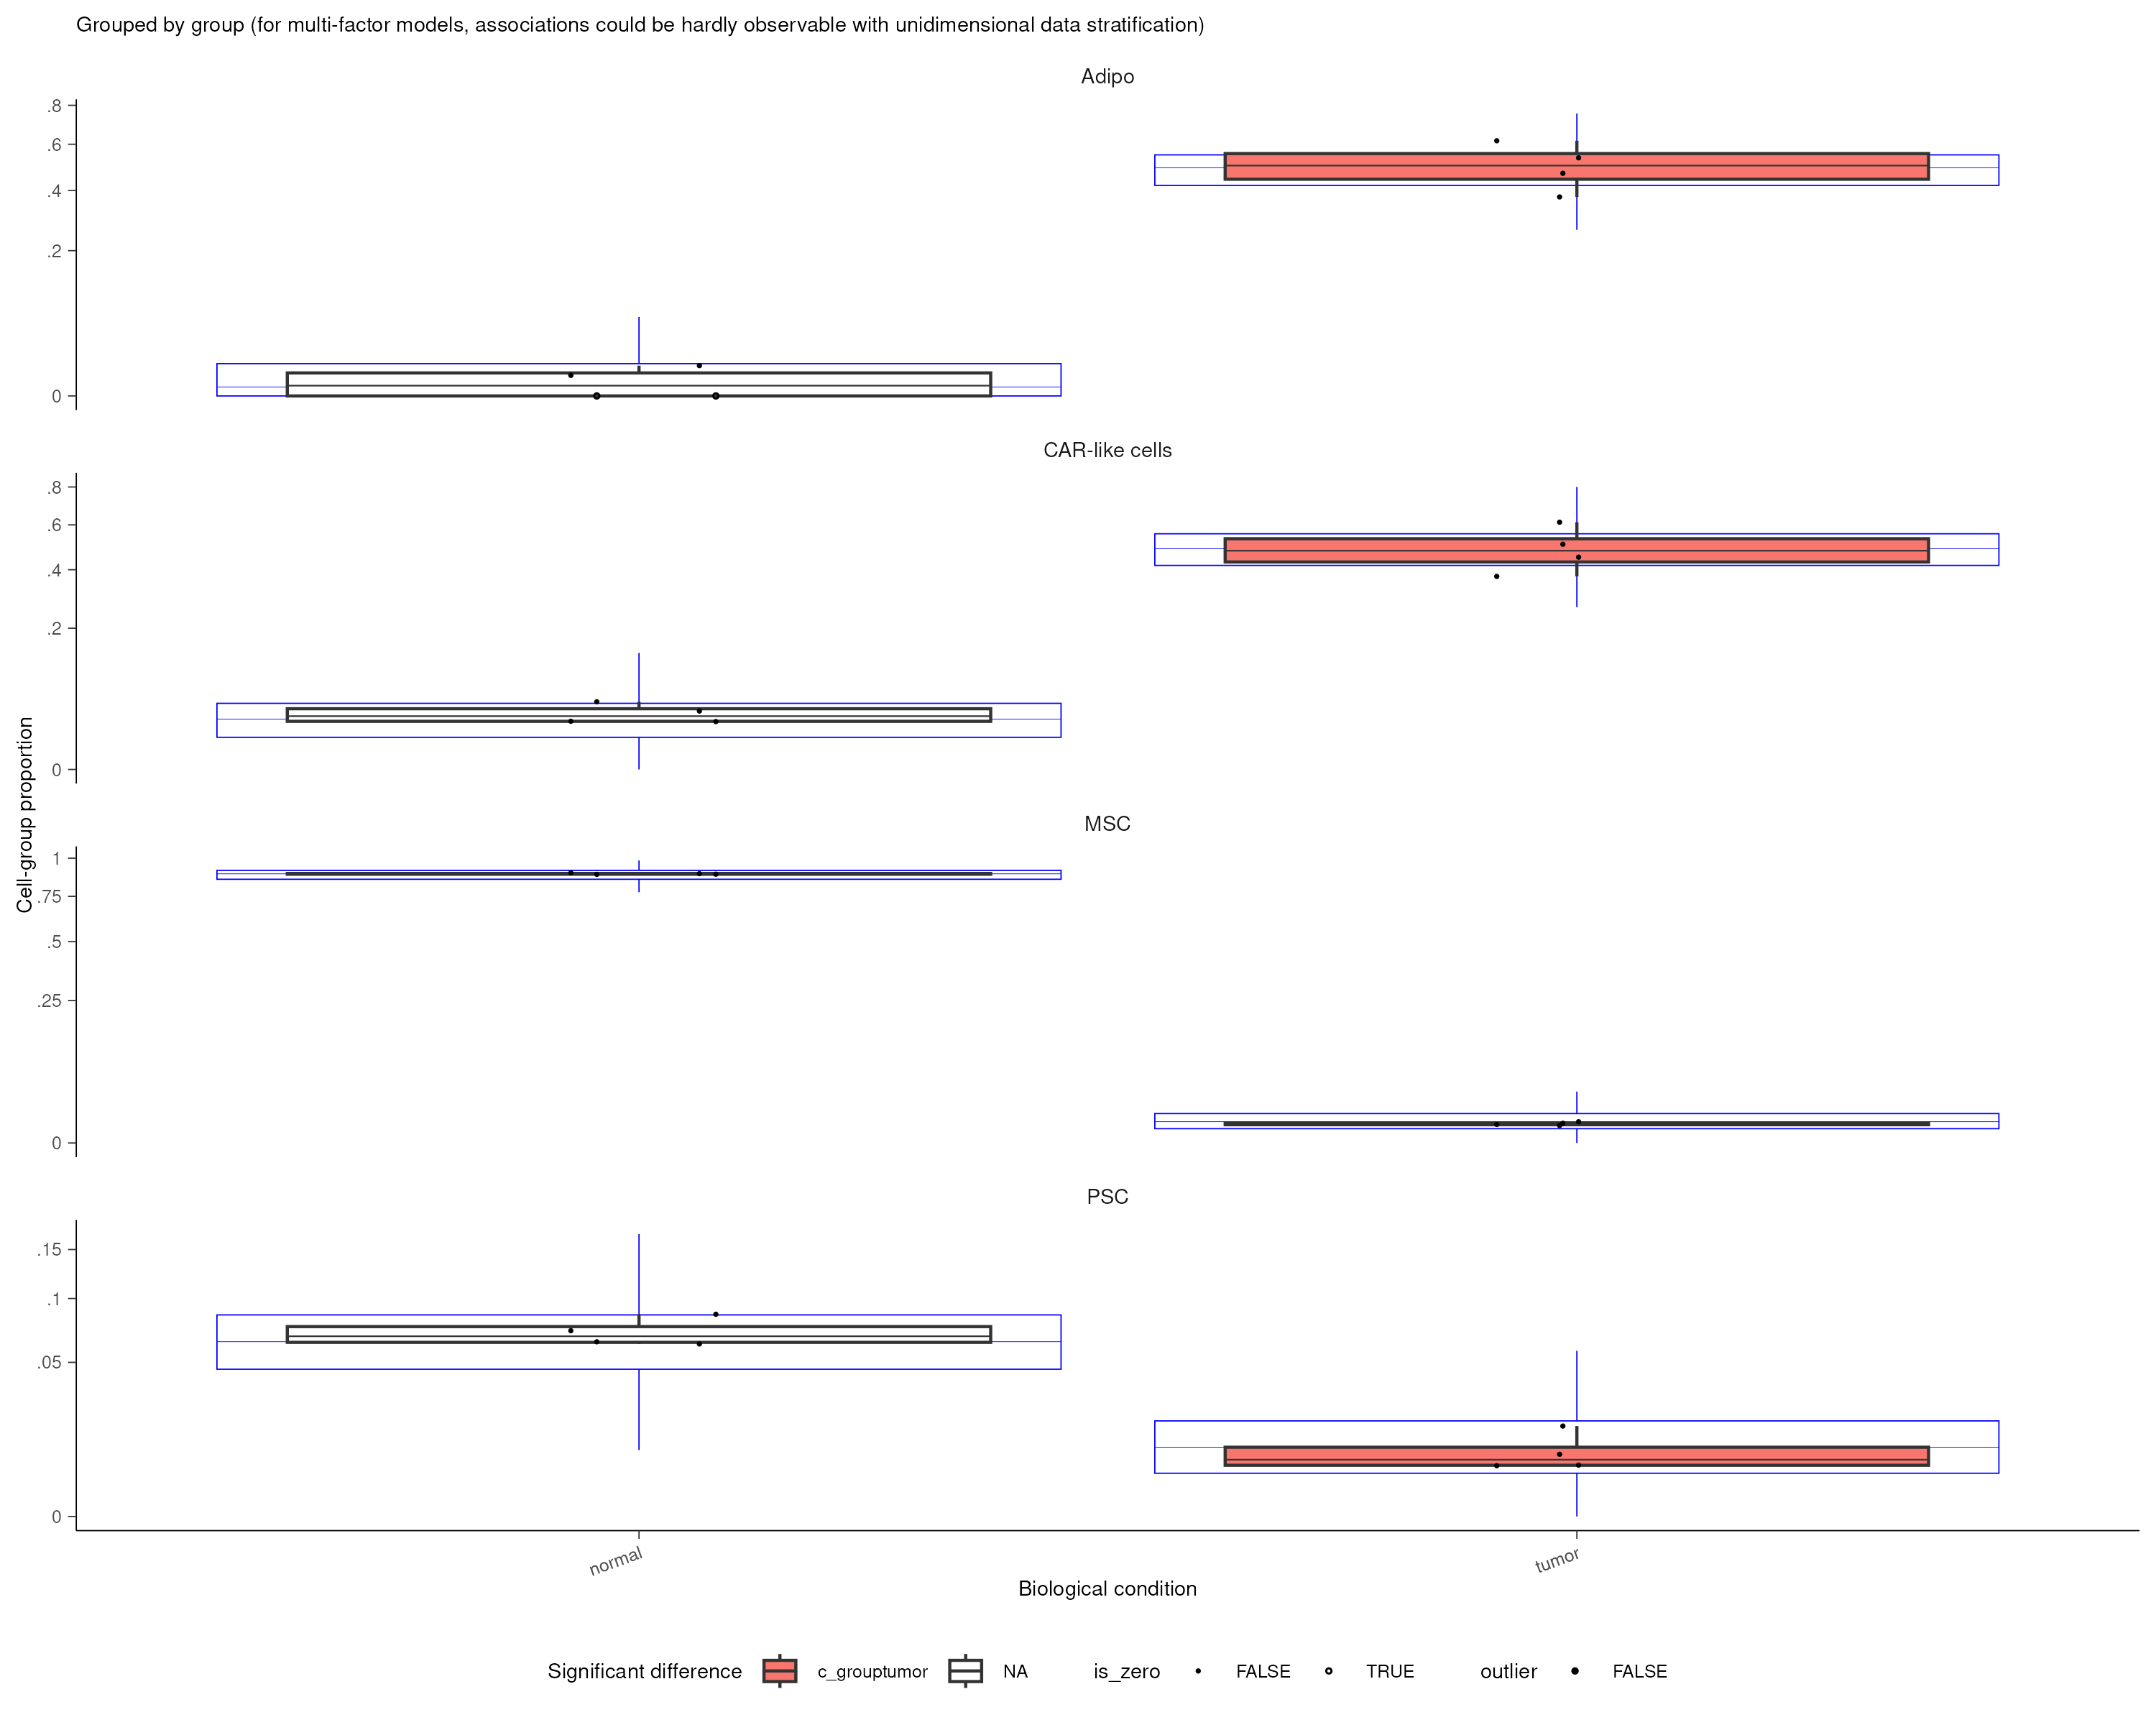 Grouped by group (for multi-factor models, associations could be hardly observable with unidimensional data stratification)
Adipo
.8
.6
.4
.2
0
CAR-like cells
.8
.6
.4
.2
0
Cell-group proportion
MSC
1
.75
.5
.25
0
PSC
.15
.1
.05
0
normal
tumor
Biological condition
Significant difference c_grouptumor NA is_zero FALSE TRUE outlier FALSE